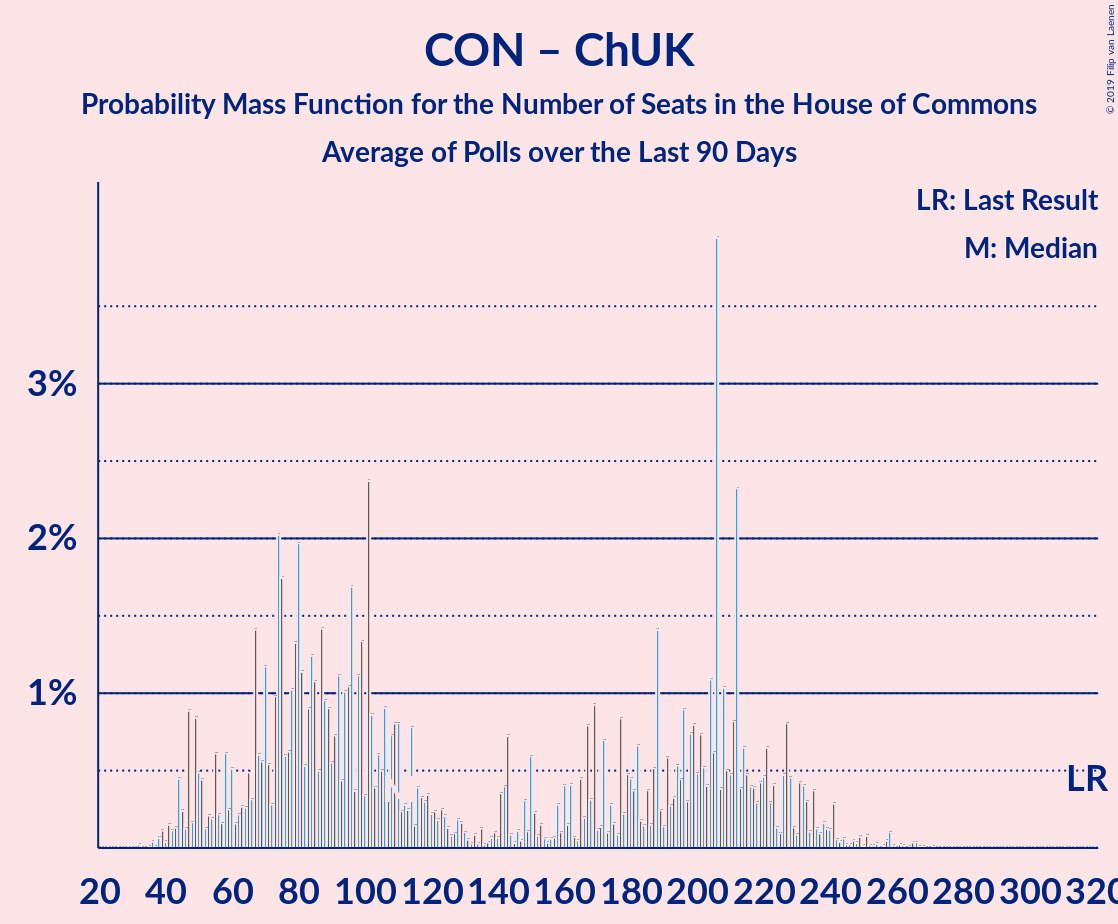 CON – ChUK
Probability Mass Function for the Number of Seats in the House of Commons
Average of Polls over the Last 90 Days
© 2019 Filip van Laenen
LR: Last Result
M: Median
3%
2%
1%
LR
20 40 60 80 100 120 140 160 180 200 220 240 260 280 300 320